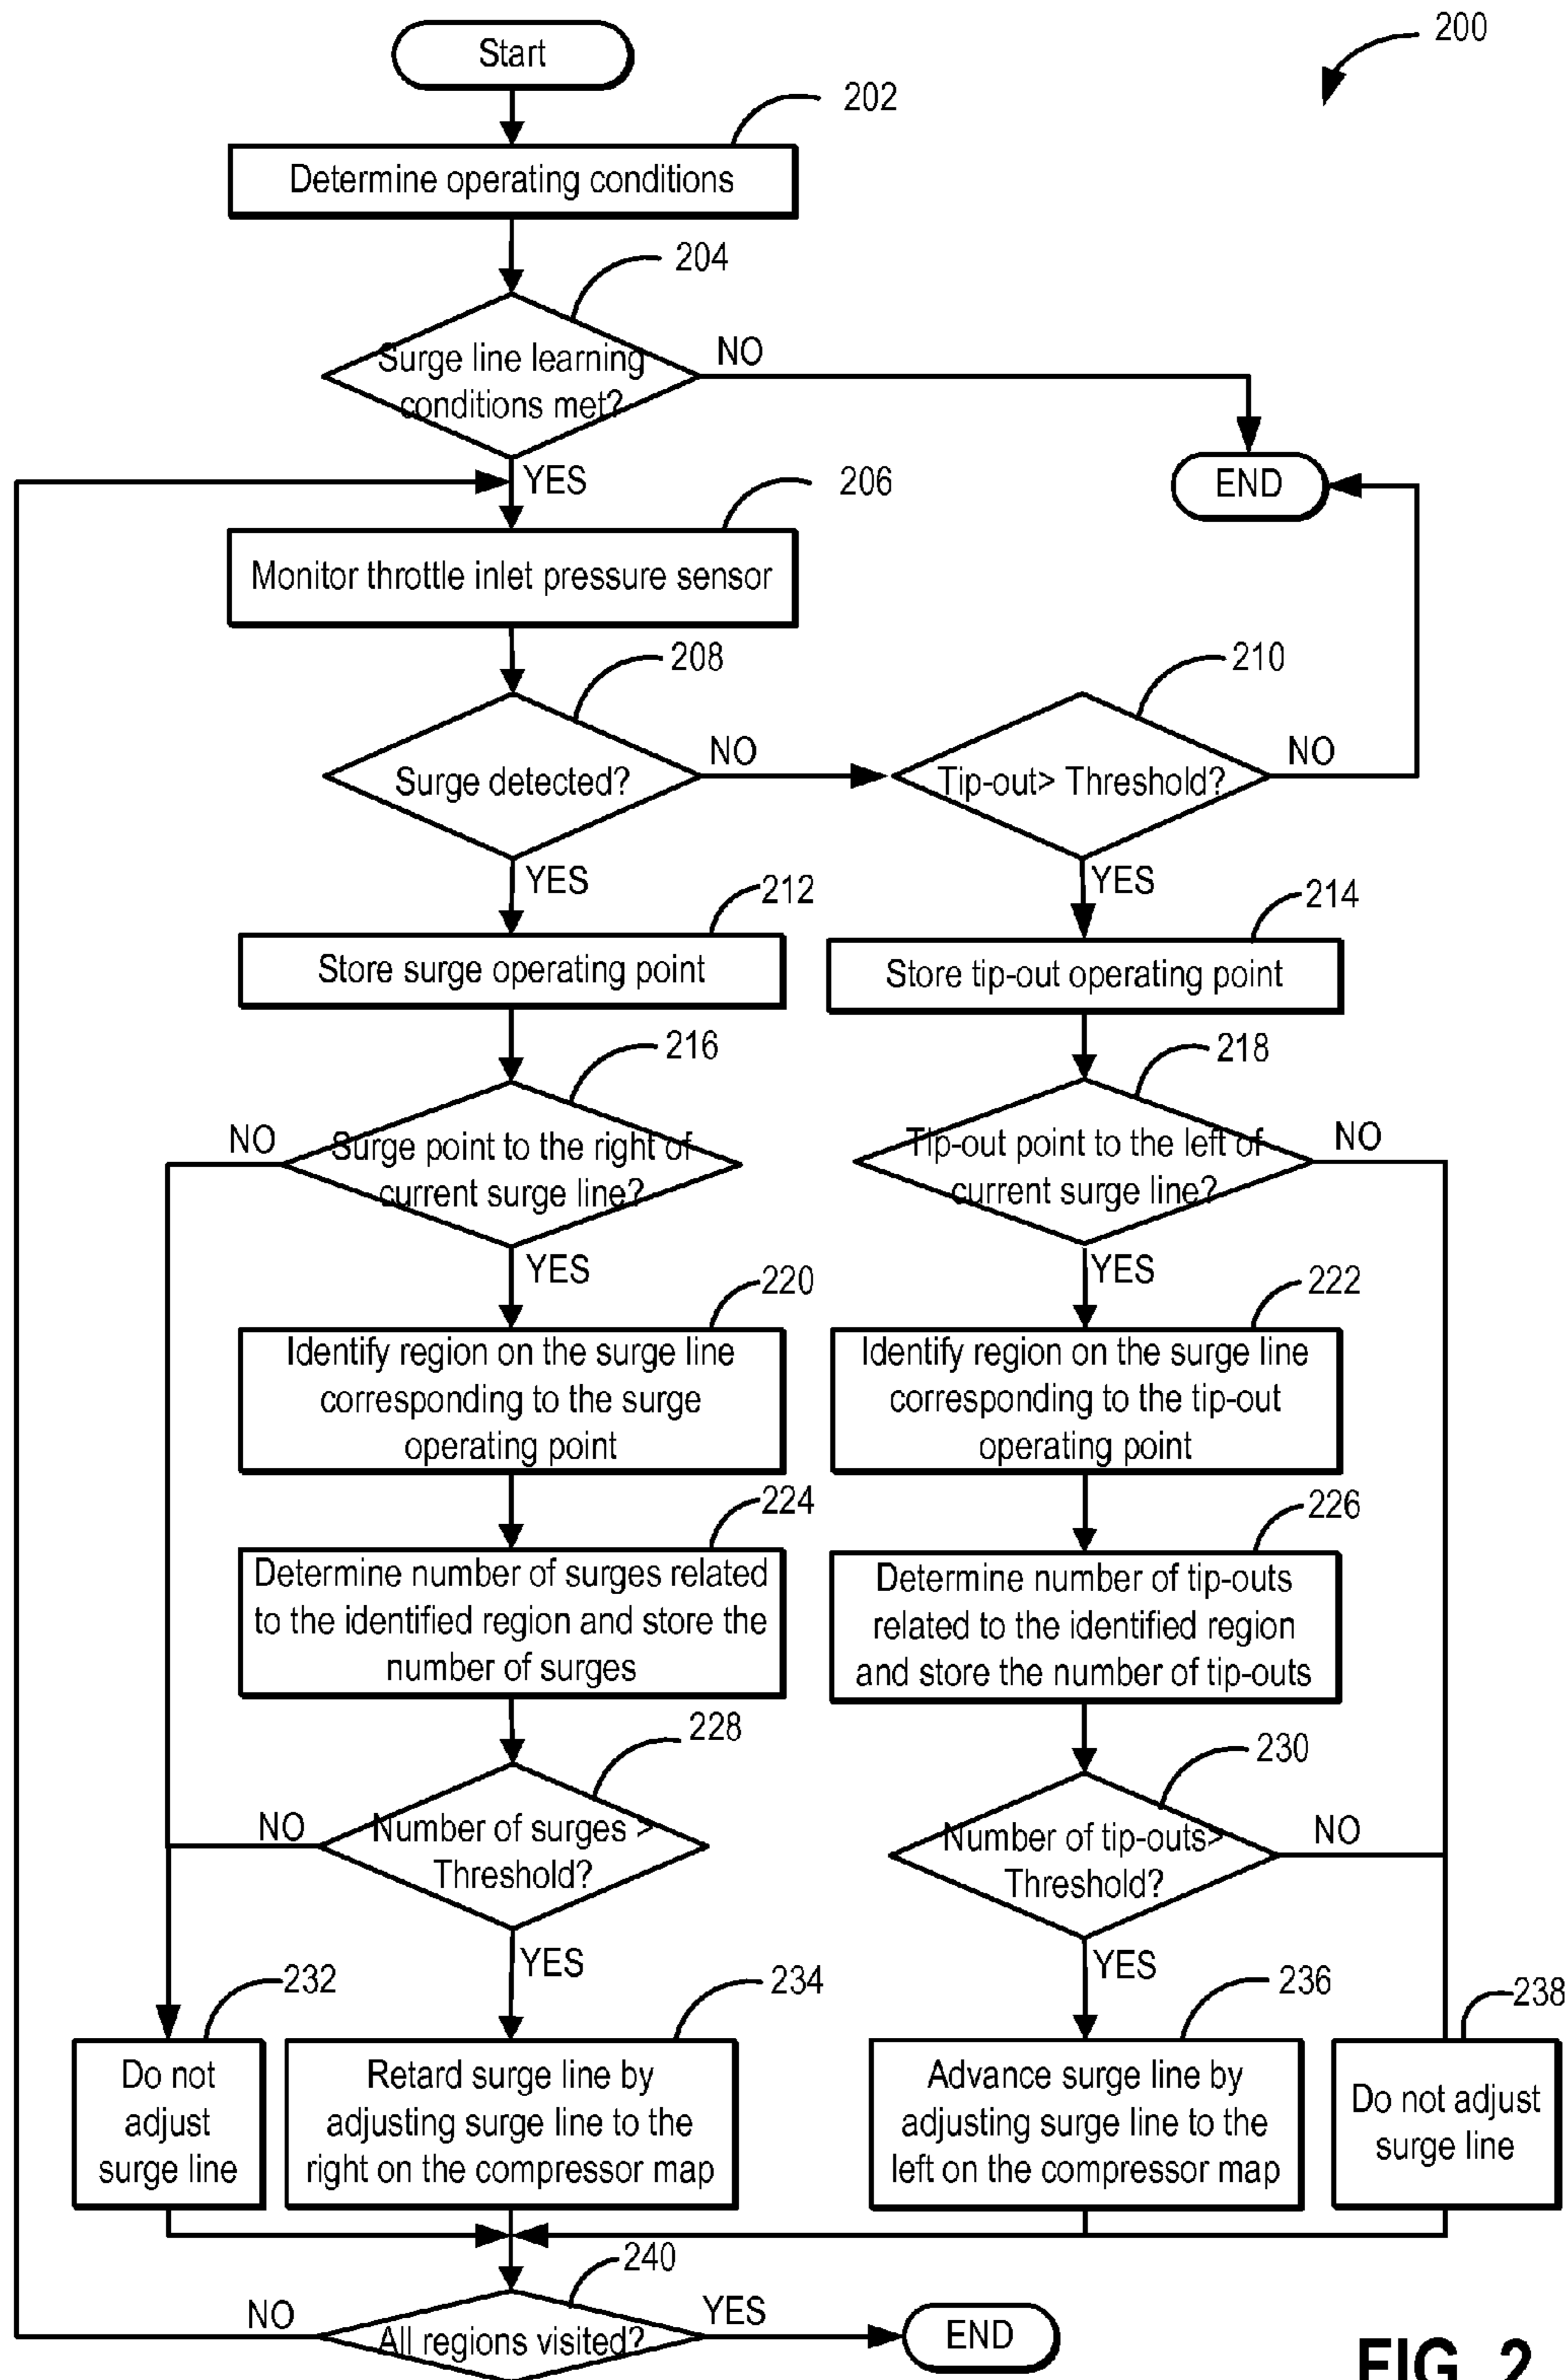 200
Start
202
Determine operating conditions
204
Surge line learning
conditions met?
NO
YES
END
206
Monitor throttle inlet pressure sensor
208
Surge detected?
NO
YES
210
Tip-out> Threshold?
NO
YES
212
Store surge operating point
214
Store tip-out operating point
216
Surge point to the right of
current surge line?
NO
YES
218
Tip-out point to the left of
current surge line?
NO
YES
220
Identify region on the surge line
corresponding to the surge
operating point
222
Identify region on the surge line
corresponding to the tip-out
operating point
224
Determine number of surges related
to the identified region and store the
number of surges
226
Determine number of tip-outs
related to the identified region
and store the number of tip-outs
228
Number of surges >
Threshold?
NO
YES
230
Number of tip-outs>
Threshold?
NO
YES
232
Do not
adjust
surge line
234
Retard surge line by
adjusting surge line to the
right on the compressor map
236
Advance surge line by
adjusting surge line to the
left on the compressor map
238
Do not adjust
surge line
240
All regions visited?
NO
YES
END
FIG. 2